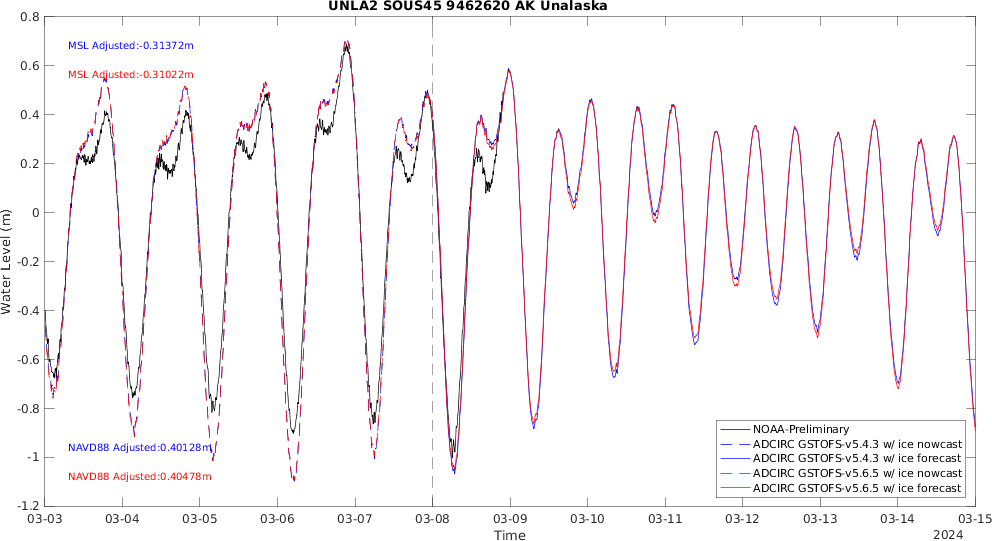 UNLA2 SOUS45 9462620 AK Unalaska
0.8
0.6
0.4
0.2
0
-0.2
-0.4
-0.6
-0.8
-1
-1.2
Water Level (m)
MSL Adjusted:-0.31372m
MSL Adjusted:-0.31022m
NAVD88 Adjusted:0.40128m
NAVD88 Adjusted:0.40478m
NOAA-Preliminary
ADCIRC GSTOFS-v5.4.3 w/ ice nowcast
ADCIRC GSTOFS-v5.4.3 w/ ice forecast
ADCIRC GSTOFS-v5.6.5 w/ ice nowcast
ADCIRC GSTOFS-v5.6.5 w/ ice forecast
03-03 03-04 03-05 03-06 03-07 03-08 03-09 03-10 03-11 03-12 03-13 03-14 03-15
Time
2024